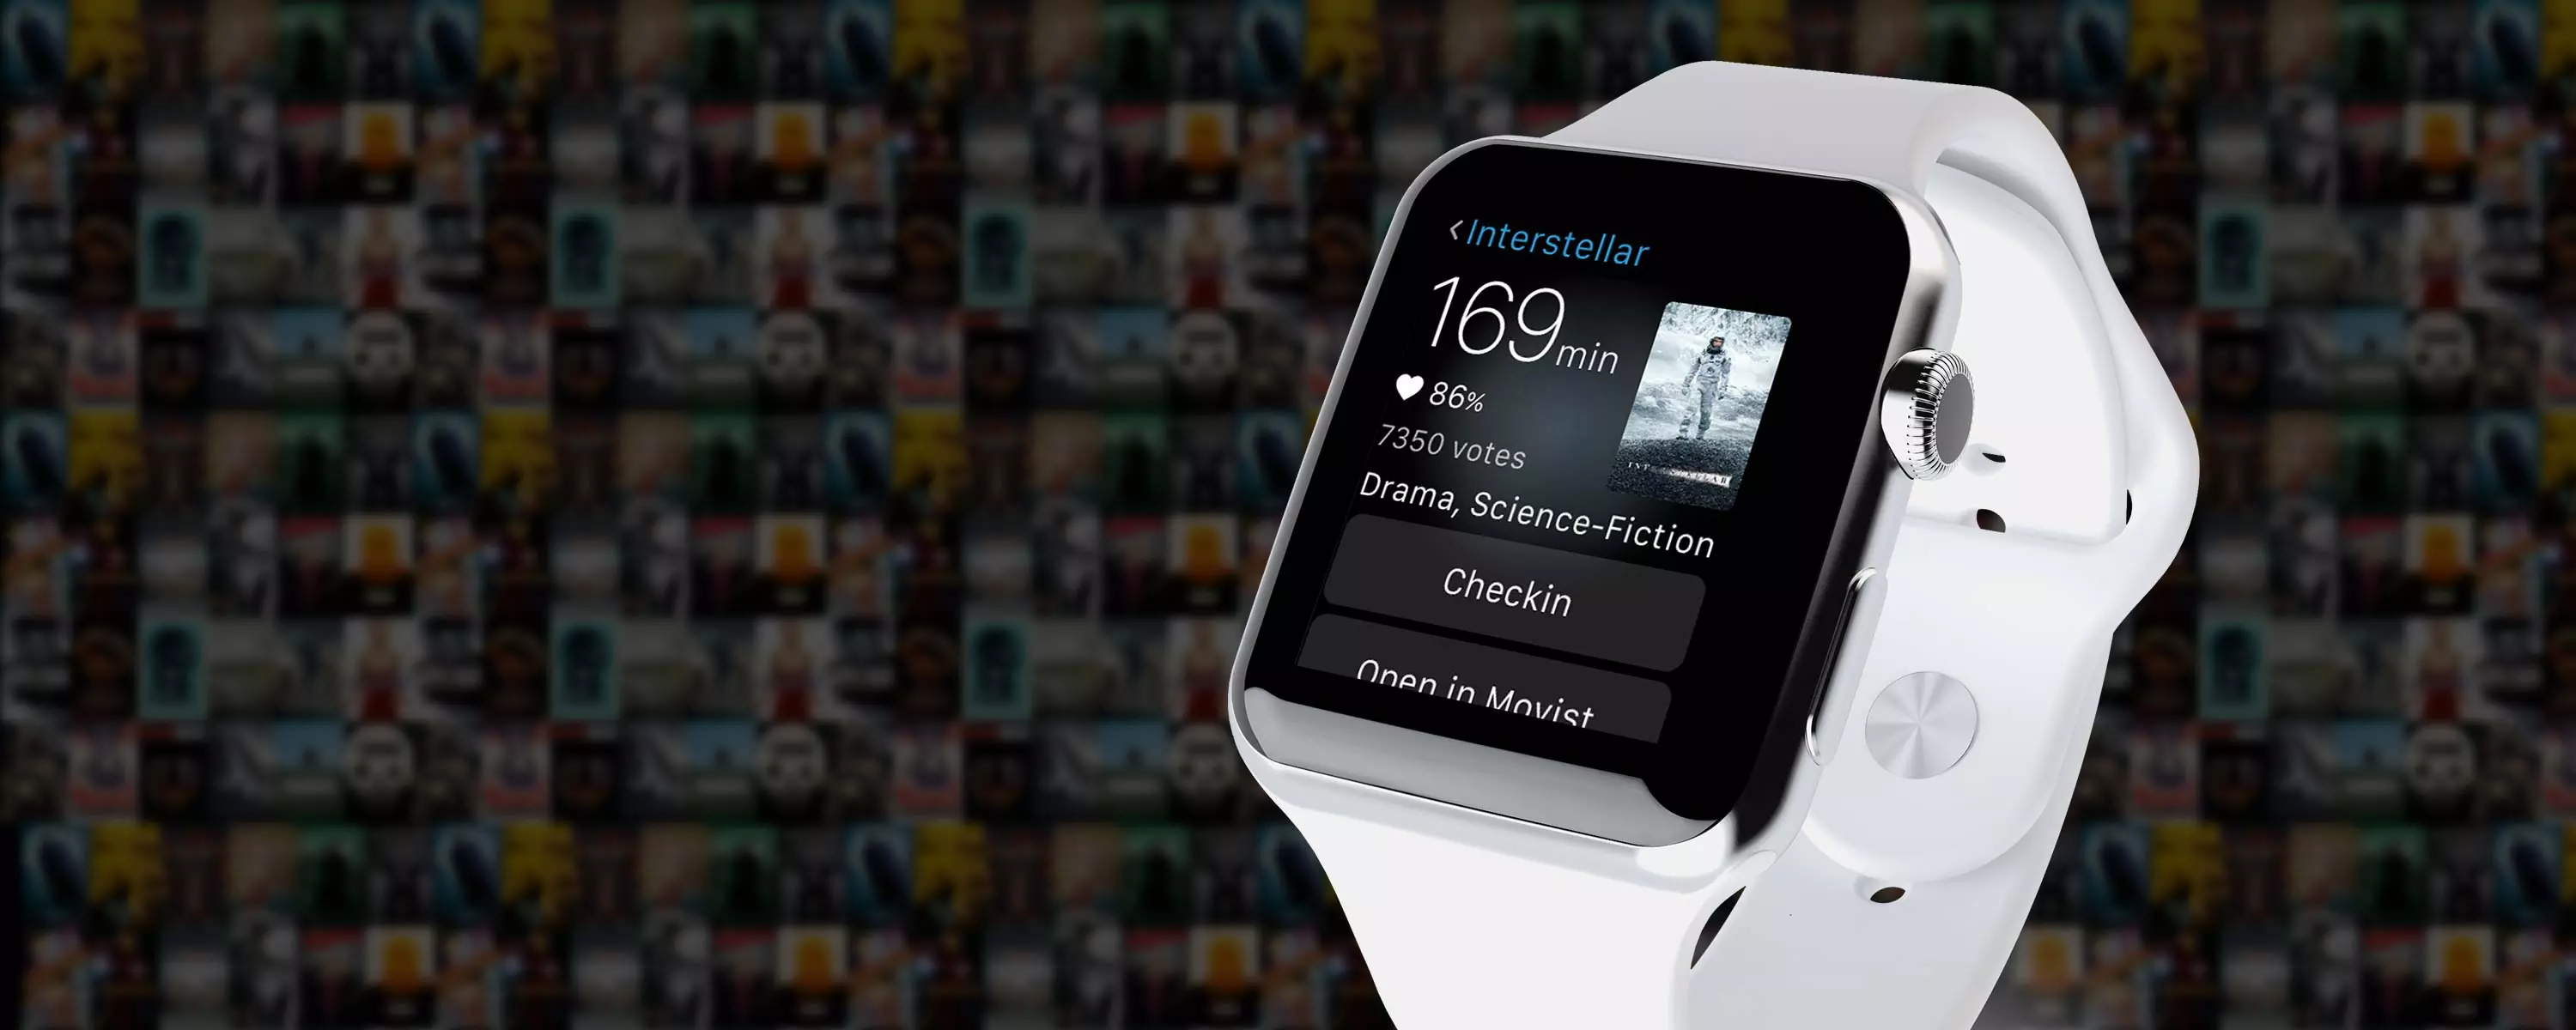 Interstellar
169min
86%
7350 votes
Drama, Science-Fiction
Checkin
Open in Movist